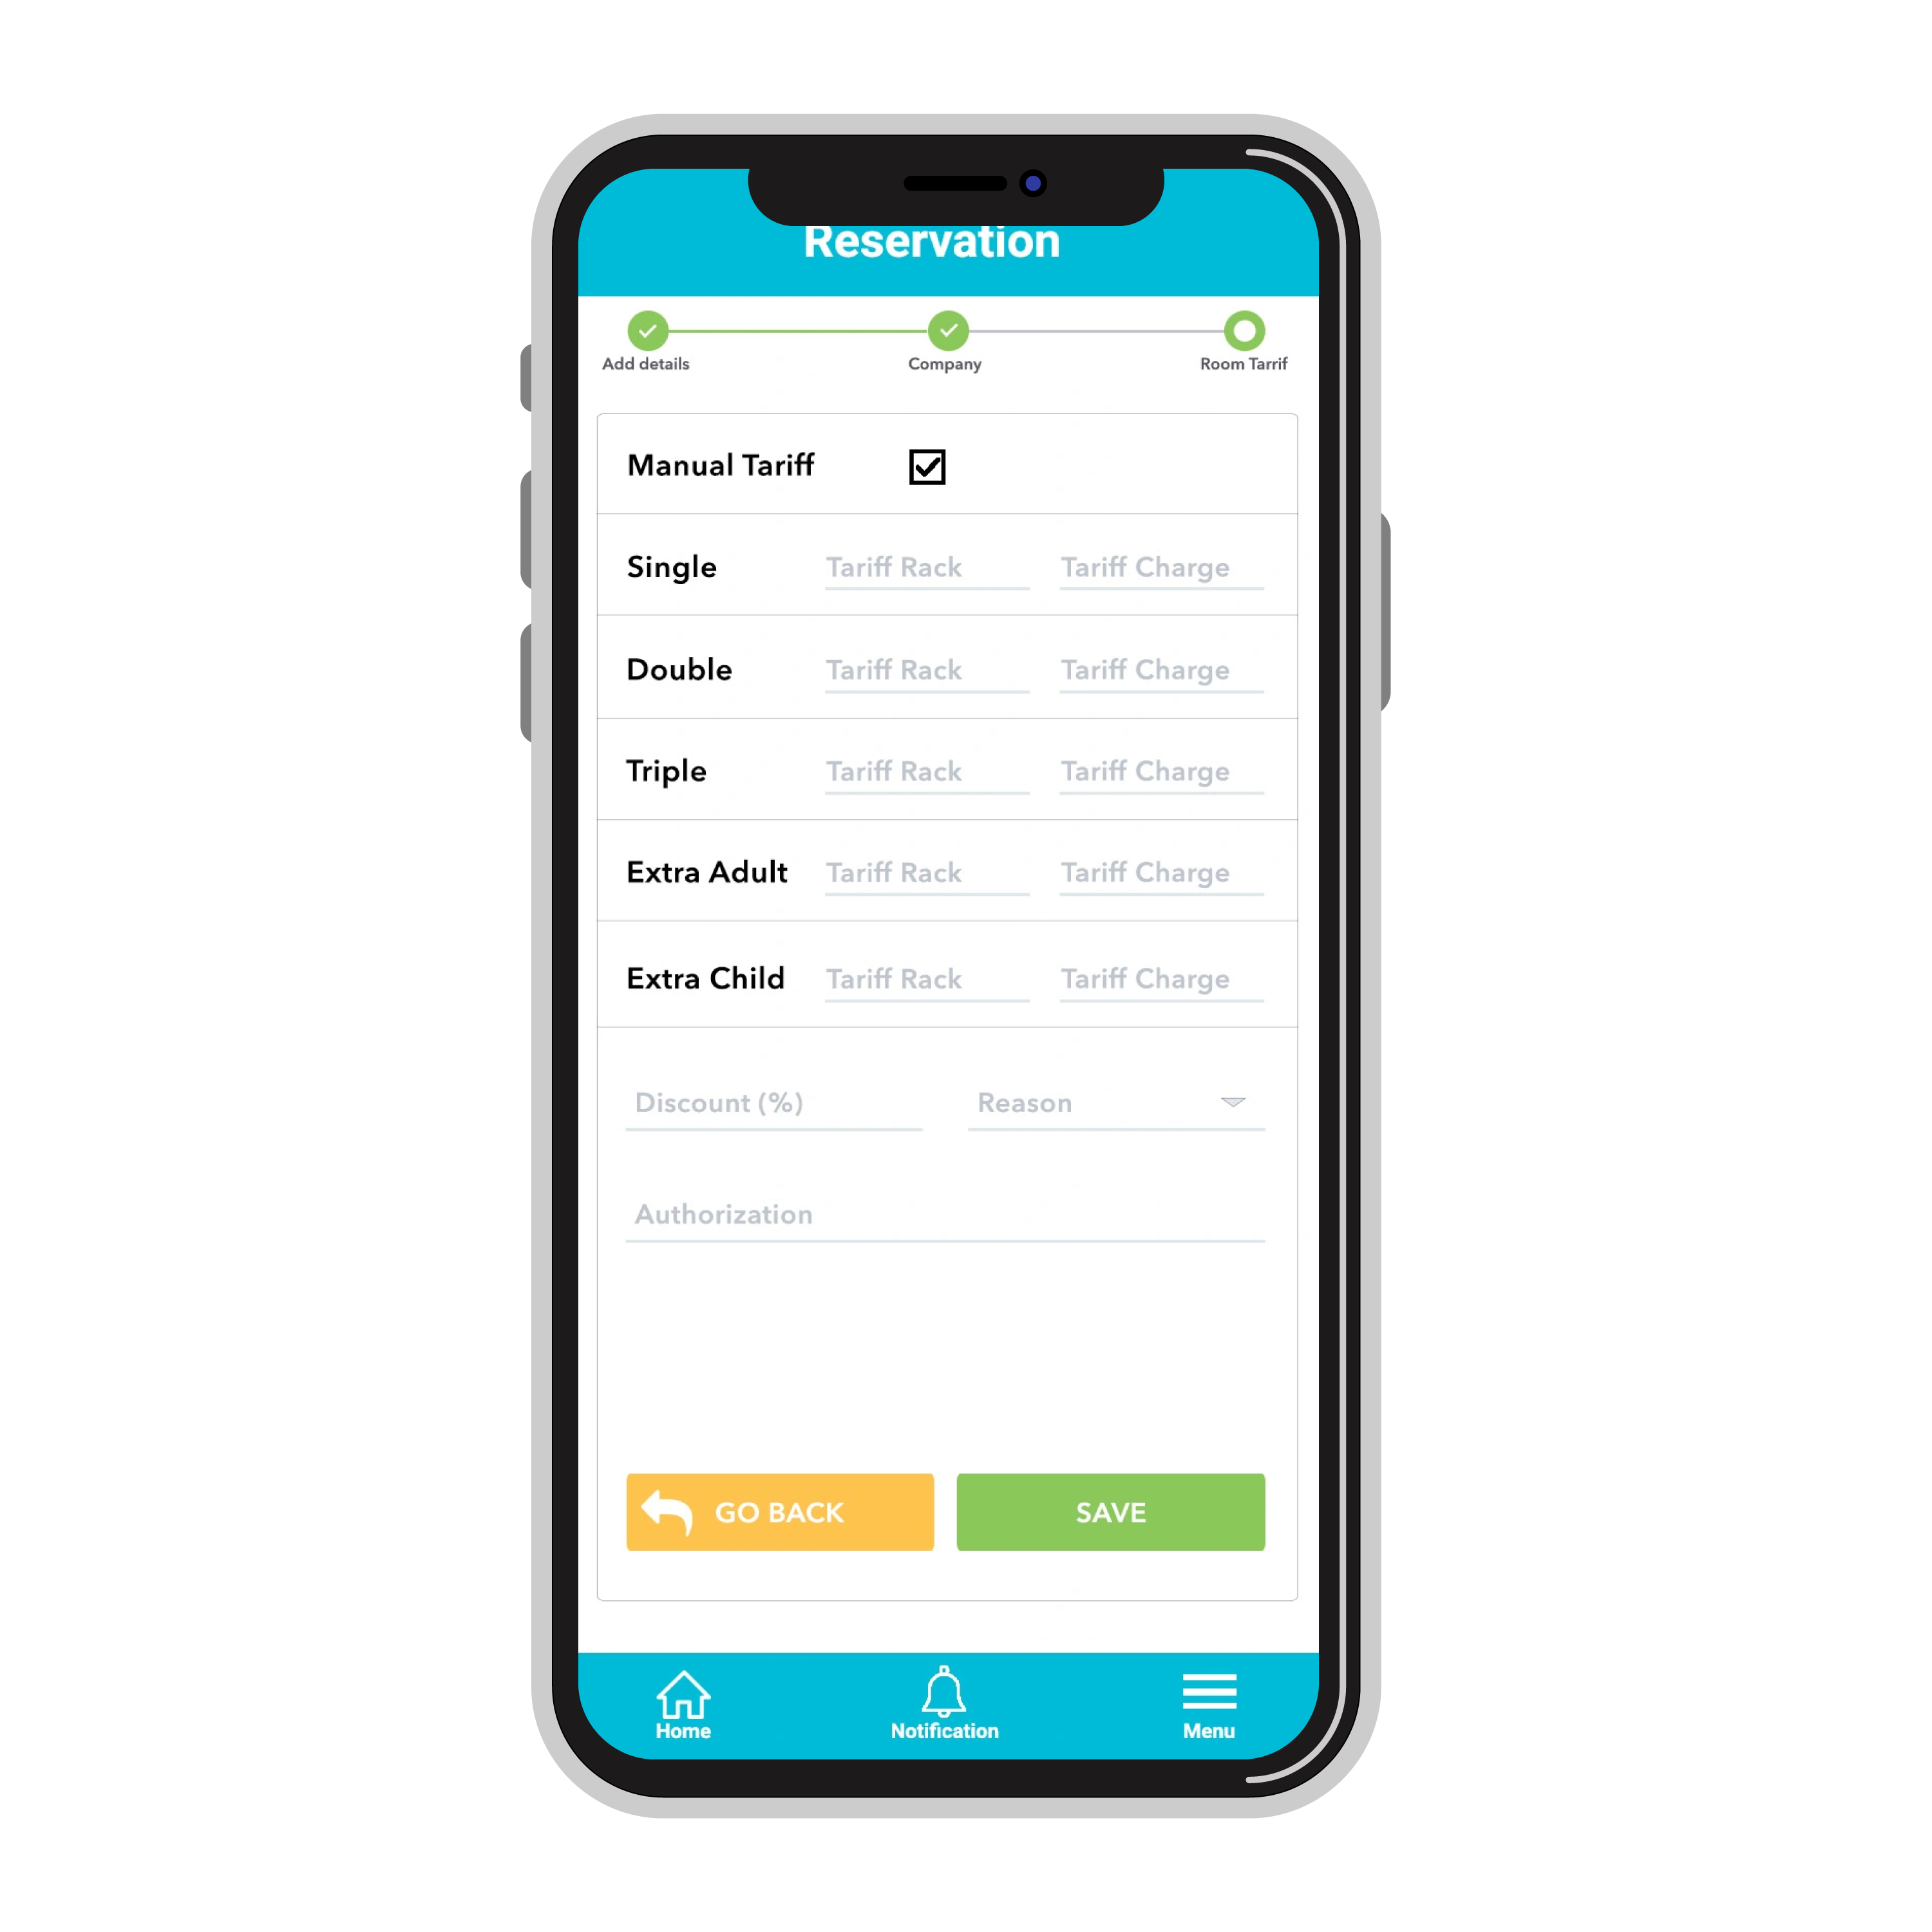 Reservation
Add details Company Room Tarrif
Manual Tariff
Single Tariff Rack Tariff Charge
Double Tariff Rack Tariff Charge
Triple Tariff Rack Tariff Charge
Extra Adult Tariff Rack Tariff Charge
Extra Child Tariff Rack Tariff Charge
Discount (%) Reason
Authorization
GO BACK SAVE
Home Notification Menu